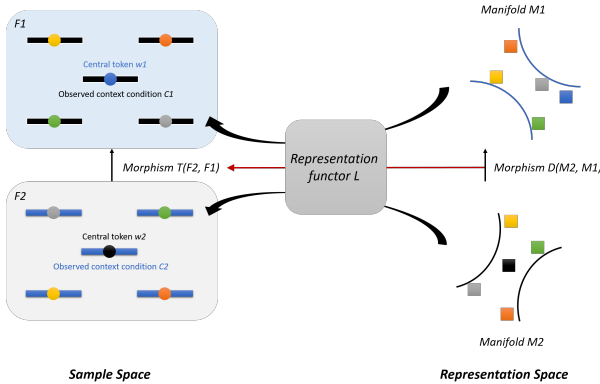 F1
Central token w1
Observed context condition C1
Morphism T(F2, F1)
F2
Central token w2
Observed context condition C2
Sample Space
Representation
functor L
Manifold M1
Morphism D(M2, M1,
Manifold M2
Representation Space